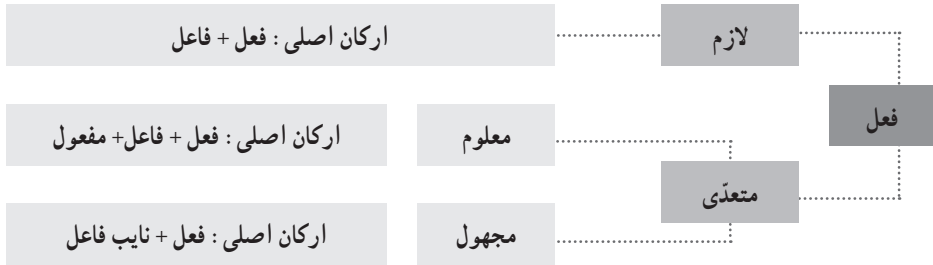 لازم
ارکان اصلی : فعل + فاعل
فعل
معلوم
ارکان اصلی : فعل + فاعل+ مفعول
متعدّی
مجهول
ارکان اصلی : فعل + نایب فاعل